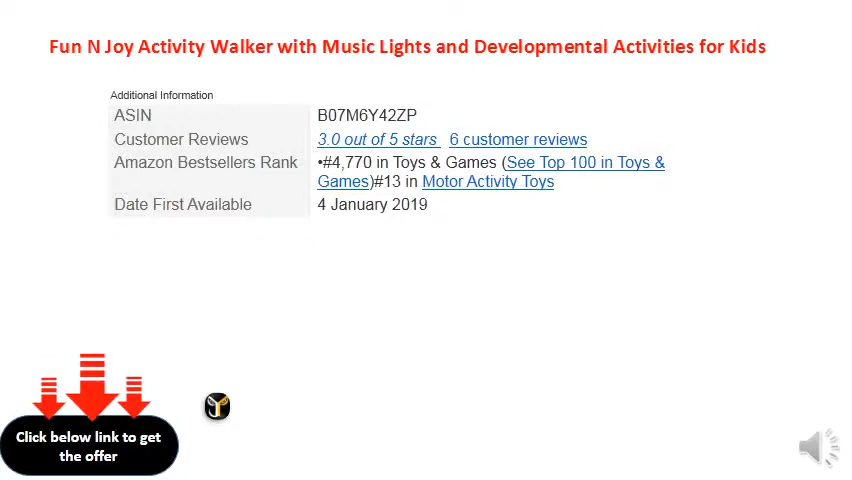 Fun N Joy Activity Walker with Music Lights and Developmental Activities for Kids
Additional Information
ASIN B07M6Y42ZP
Customer Reviews 3.0 out of 5 stars 6 customer reviews
Amazon Bestsellers Rank •#4,770 in Toys & Games (See Top 100 in Toys &
Games)#13 in Motor Activity Toys
Date First Available 4 January 2019
Click below link to get
the offer